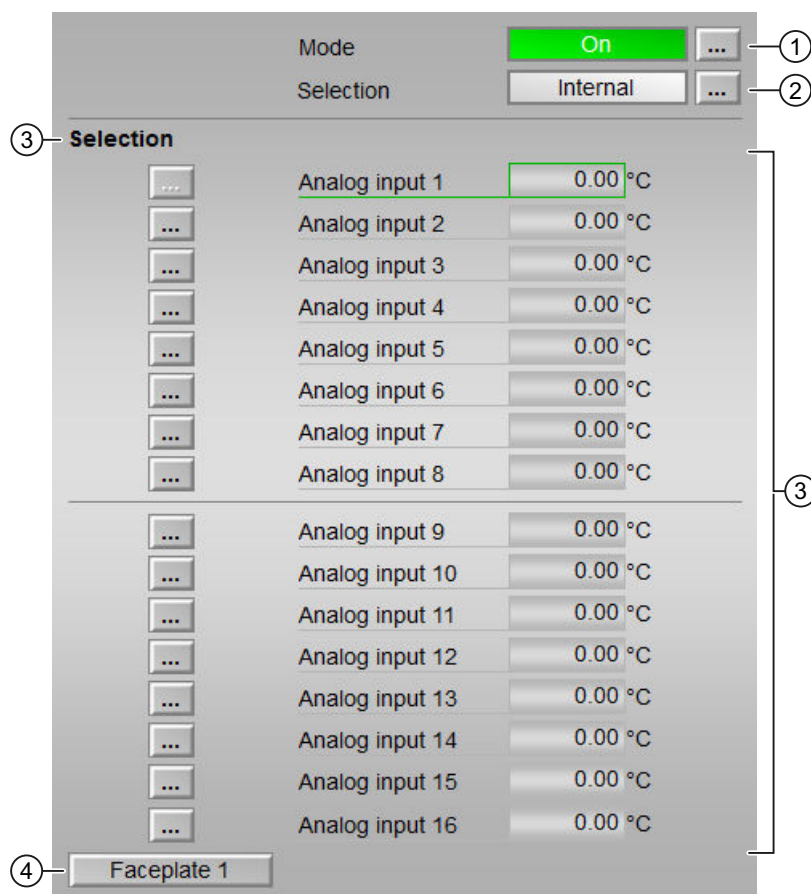 Mode On ... 1
Selection Internal ... 2
3 Selection
... Analog input 1 0.00 °C
... Analog input 2 0.00 °C
... Analog input 3 0.00 °C
... Analog input 4 0.00 °C
... Analog input 5 0.00 °C
... Analog input 6 0.00 °C
... Analog input 7 0.00 °C
... Analog input 8 0.00 °C
3
... Analog input 9 0.00 °C
... Analog input 10 0.00 °C
... Analog input 11 0.00 °C
... Analog input 12 0.00 °C
... Analog input 13 0.00 °C
... Analog input 14 0.00 °C
... Analog input 15 0.00 °C
... Analog input 16 0.00 °C
4 Faceplate 1